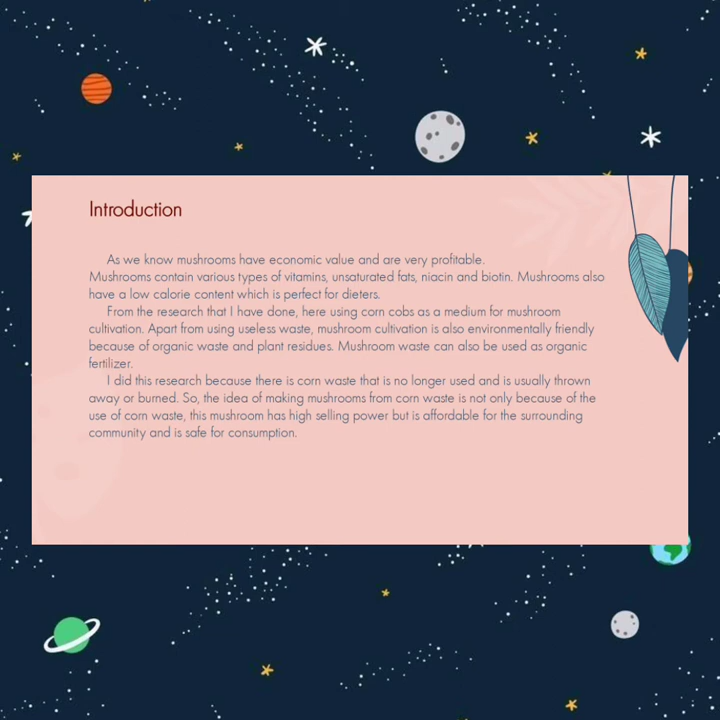 Introduction
As we know mushrooms have economic value and are very profitable.
Mushrooms contain various types of vitamins, unsaturated fats, niacin and biotin. Mushrooms also
have a low calorie content which is perfect for dieters.
From the research that I have done, here using corn cobs as a medium for mushroom
cultivation. Apart from using useless waste, mushroom cultivation is also environmentally friendly
because of organic waste and plant residues. Mushroom waste can also be used as organic
fertilizer.
I did this research because there is corn waste that is no longer used and is usually thrown
away or burned. So, the idea of making mushrooms from corn waste is not only because of the
use of corn waste, this mushroom has high selling power but is affordable for the surrounding
community and is safe for consumption.